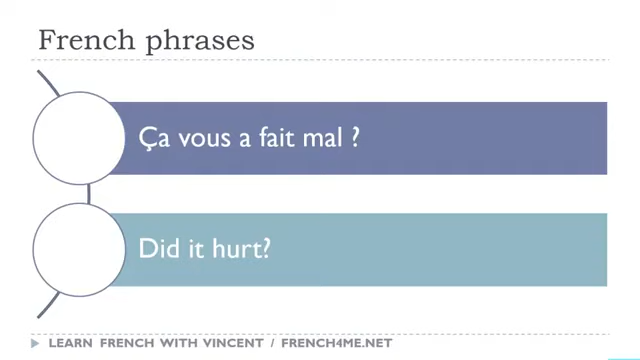 French phrases
Ça vous a fait mal ?
Did it hurt?
LEARN FRENCH WITH VINCENT / FRENCH4ME.NET